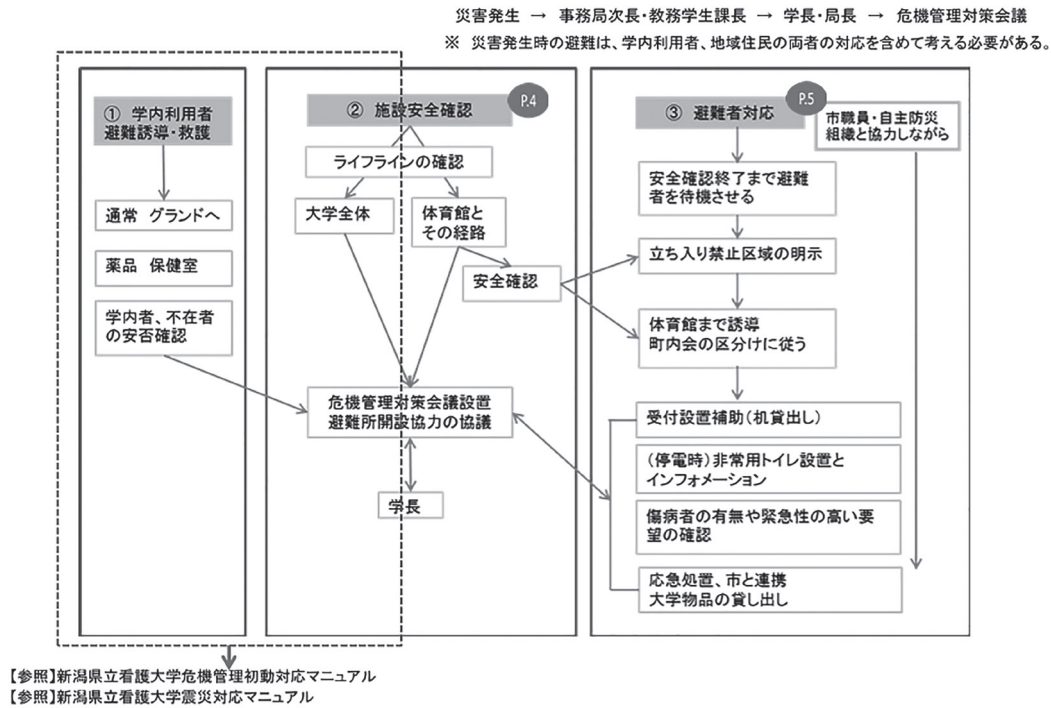 災害発生 → 事務局次長・教務学生課長 → 学長・局長 → 危機管理対策会議
※ 災害発生時の避難は、学内利用者、地域住民の両者の対応を含めて考える必要がある。
① 学内利用者
避難誘導・救護
通常 グランドへ
薬品 保健室
学内者、不在者
の安否確認
② 施設安全確認
P.4
ライフラインの確認
大学全体
体育館と
その経路
安全確認
危機管理対策会議設置
避難所開設協力の協議
学長
③ 避難者対応
P.5
市職員・自主防災
組織と協力しながら
安全確認終了まで避難
者を待機させる
立ち入り禁止区域の明示
体育館まで誘導
町内会の区分けに従う
受付設置補助(机貸出し)
(停電時)非常用トイレ設置と
インフォメーション
傷病者の有無や緊急性の高い要
望の確認
応急処置、市と連携
大学物品の貸し出し
【参照】新潟県立看護大学危機管理初動対応マニュアル
【参照】新潟県立看護大学震災対応マニュアル